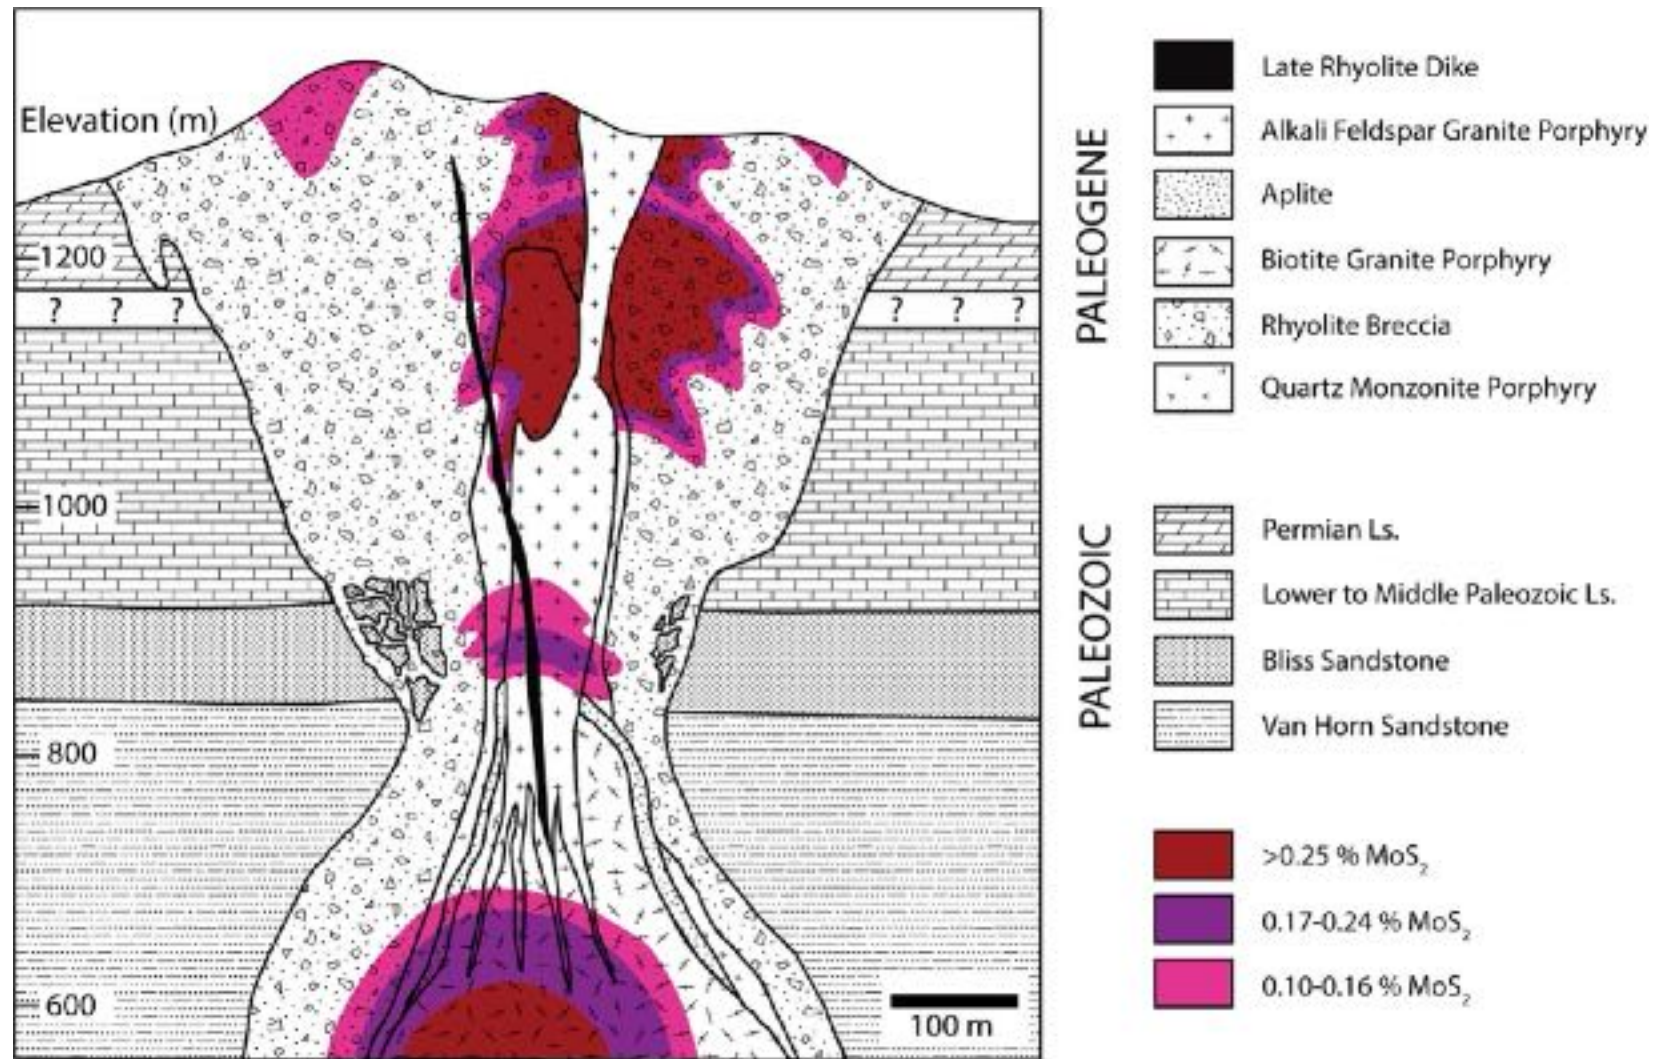 Elevation (m)
1200
? ? ?
? ? ?
1000
800
600
100 m
PALEOGENE
Late Rhyolite Dike
Alkali Feldspar Granite Porphyry
Aplite
Biotite Granite Porphyry
Rhyolite Breccia
Quartz Monzonite Porphyry
PALEOZOIC
Permian Ls.
Lower to Middle Paleozoic Ls.
Bliss Sandstone
Van Horn Sandstone
>0.25 % MoS₂
0.17-0.24 % MoS₂
0.10-0.16 % MoS₂